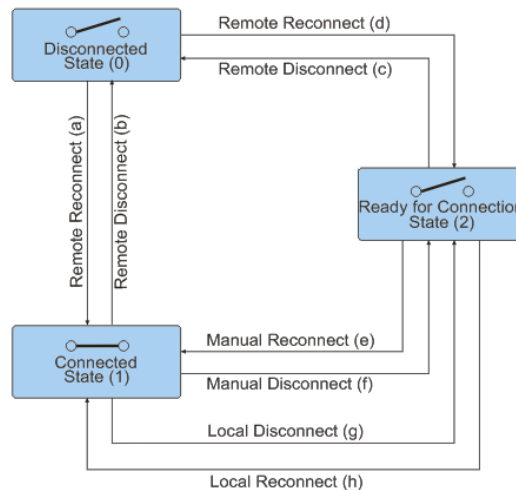 Remote Reconnect (d)
Disconnected
State (0)
Remote Disconnect (c)
Remote Reconnect (a)
Remote Disconnect (b)
Ready for Connection
State (2)
Manual Reconnect (e)
Connected
State (1)
Manual Disconnect (f)
Local Disconnect (g)
Local Reconnect (h)